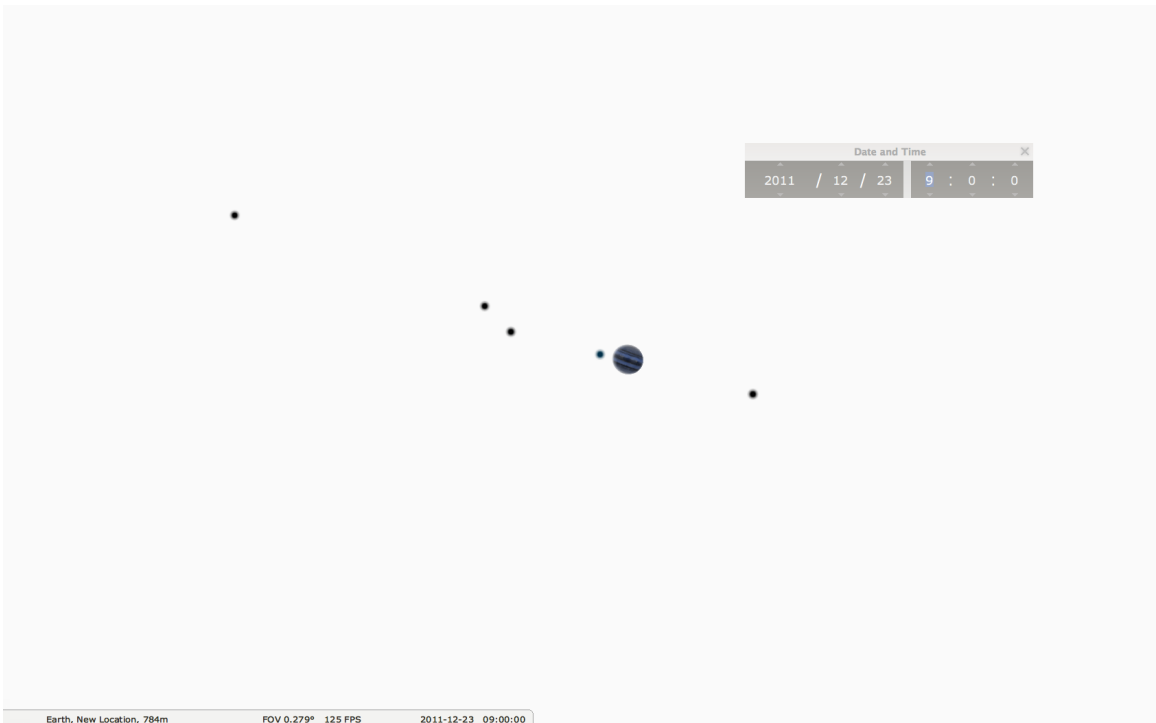 Date and Time
2011 / 12 / 23 9 : 0 : 0
Earth, New Location, 784m FOV 0.279° 125 FPS 2011-12-23 09:00:00